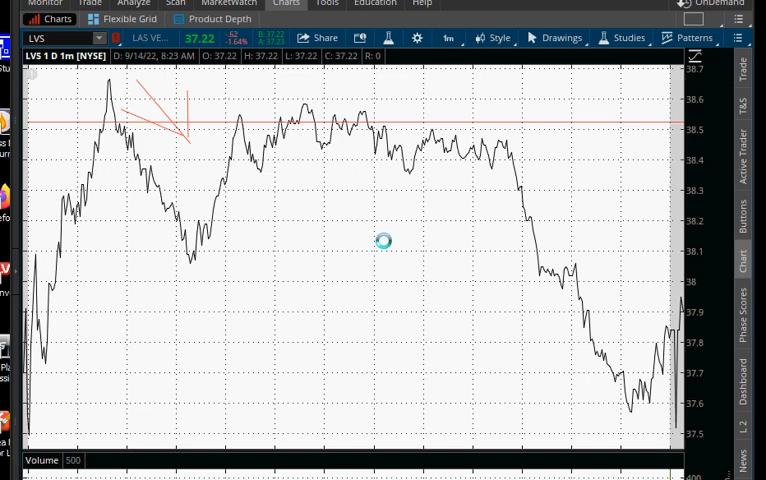 Monitor Trade Analyze Scan MarketWatch Charts Tools Education Help OnDemand
Charts Flexible Grid Product Depth
LVS LAS VE... 37.22 -.62 -1.64% B: 37.22 A: 37.23 Share 1m Style Drawings Studies Patterns
LVS 1 D 1m [NYSE] D: 9/14/22, 8:23 AM O: 37.22 H: 37.22 L: 37.22 C: 37.22 R: 0
38.7
38.6
38.5
38.4
38.3
38.2
38.1
38
37.9
37.8
37.7
37.6
37.5
Volume 500
400
Trade
T&S
Active Trader
Buttons
Chart
Phase Scores
Dashboard
L 2
News